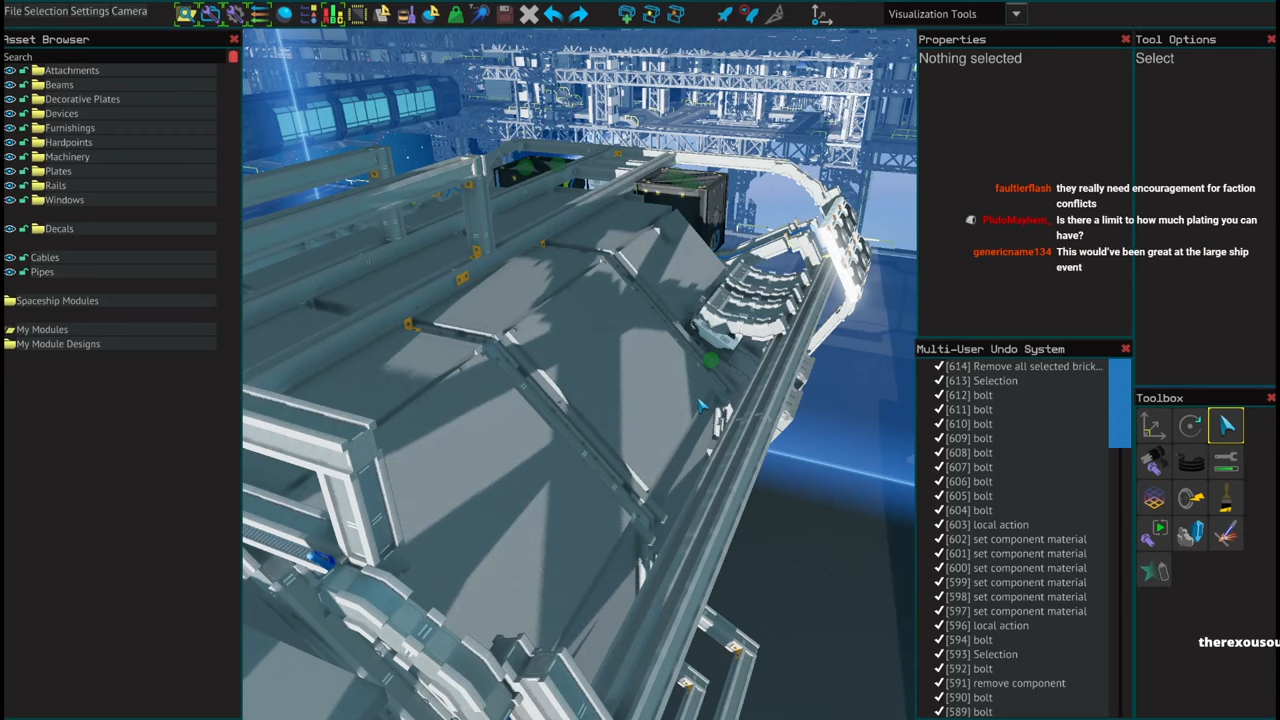 File Selection Settings Camera
Visualization Tools
Asset Browser
Search
Attachments
Beams
Decorative Plates
Devices
Furnishings
Hardpoints
Machinery
Plates
Rails
Windows
Decals
Cables
Pipes
Spaceship Modules
My Modules
My Module Designs
Properties
Nothing selected
faultierflash they really need encouragement for faction
conflicts
PlutoMayhem_ Is there a limit to how much plating you can
have?
genericname134 This would've been great at the large ship
event
Multi-User Undo System
[614] Remove all selected brick...
[613] Selection
[612] bolt
[611] bolt
[610] bolt
[609] bolt
[608] bolt
[607] bolt
[606] bolt
[605] bolt
[604] bolt
[603] local action
[602] set component material
[601] set component material
[600] set component material
[599] set component material
[598] set component material
[597] set component material
[596] local action
[594] bolt
[593] Selection
[592] bolt
[591] remove component
[590] bolt
[589] bolt
Tool Options
Select
Toolbox
therexousou